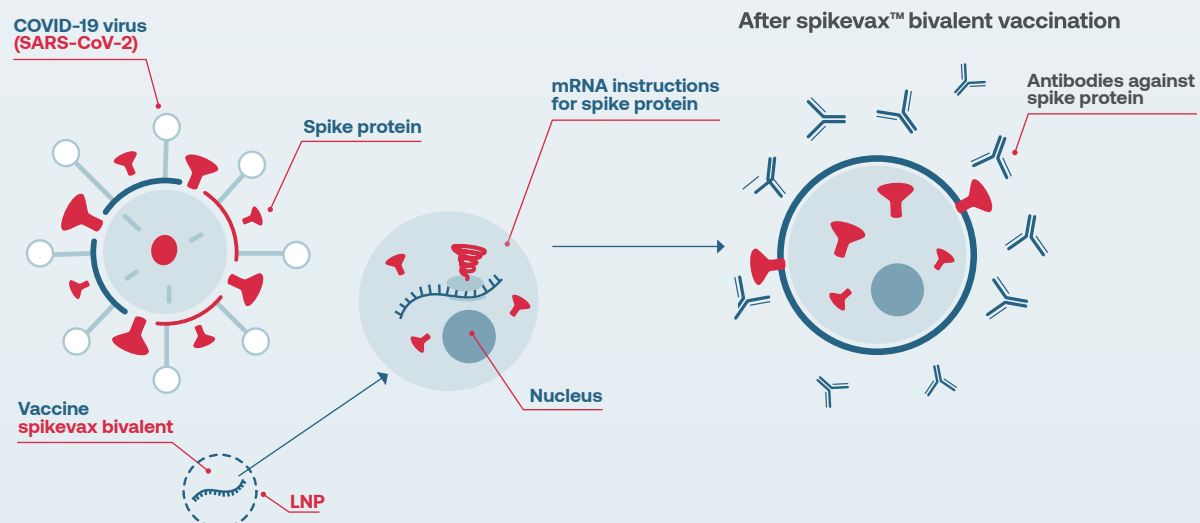 COVID-19 virus
(SARS-CoV-2)
Spike protein
mRNA instructions
for spike protein
After spikevax™ bivalent vaccination
Antibodies against
spike protein
Nucleus
Vaccine
spikevax bivalent
LNP